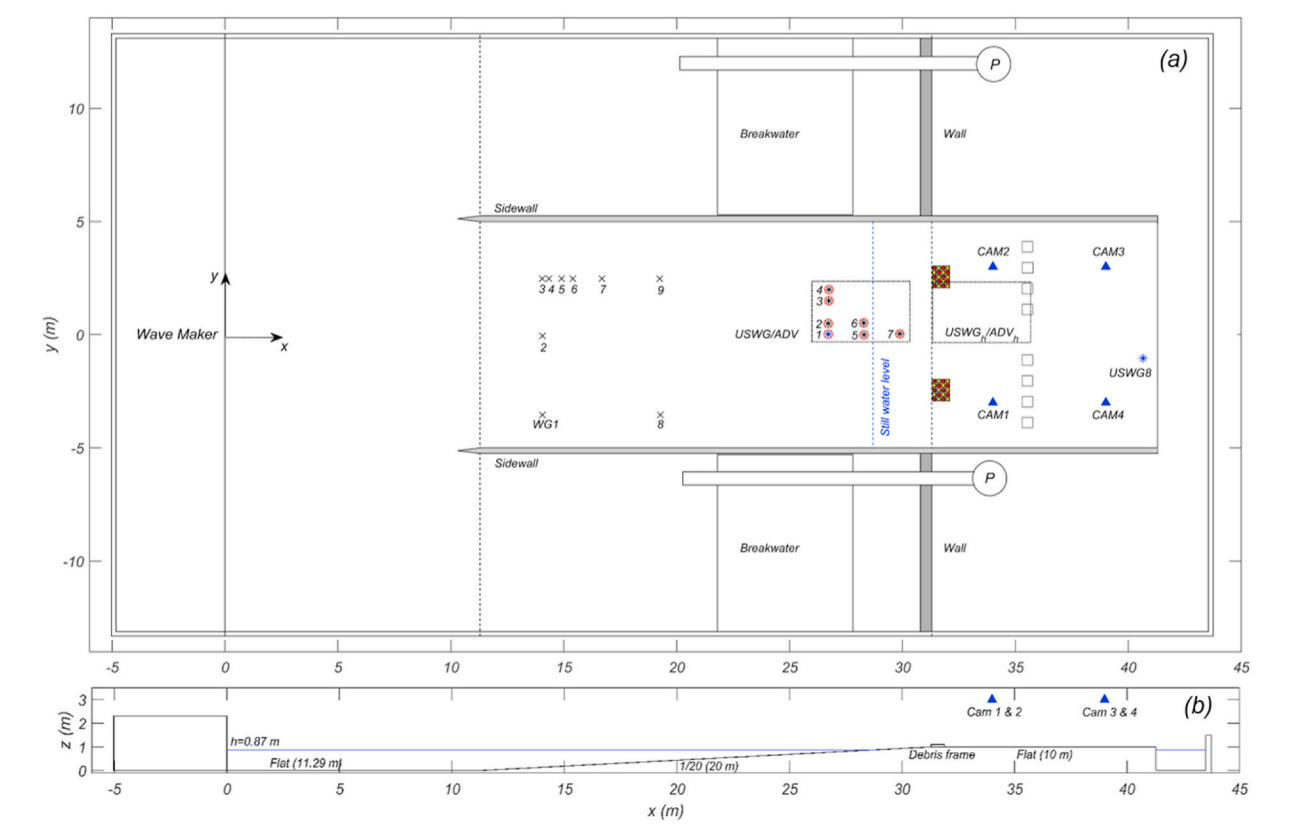 (a)
P
10
Breakwater
Wall
5
Sidewall
CAM2
CAM3
3 4 5 6 7 9
4
3
y
Wave Maker
x
y (m)
0
2
USWG/ADV
2
1
6
5
7
USWGh/ADVh
Still water level
USWG8
WG1
8
CAM1
CAM4
-5
Sidewall
P
Breakwater
Wall
-10
-5 0 5 10 15 20 25 30 35 40 45
(b)
3
2
1
0
z (m)
Cam 1 & 2
Cam 3 & 4
h=0.87 m
Flat (11.29 m)
1/20 (20 m)
Debris frame
Flat (10 m)
-5 0 5 10 15 20 25 30 35 40 45
x (m)